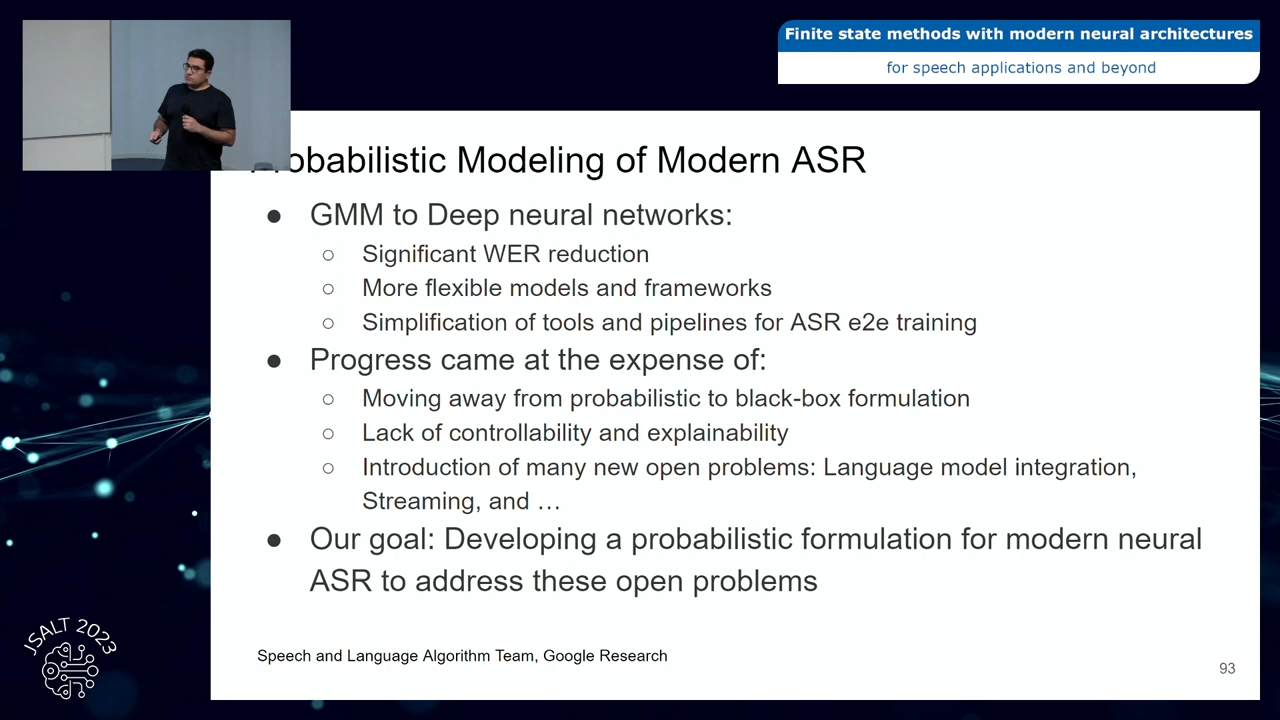 Finite state methods with modern neural architectures
for speech applications and beyond
obabilistic Modeling of Modern ASR
● GMM to Deep neural networks:
○ Significant WER reduction
○ More flexible models and frameworks
○ Simplification of tools and pipelines for ASR e2e training
● Progress came at the expense of:
○ Moving away from probabilistic to black-box formulation
○ Lack of controllability and explainability
○ Introduction of many new open problems: Language model integration,
Streaming, and …
● Our goal: Developing a probabilistic formulation for modern neural
ASR to address these open problems
Speech and Language Algorithm Team, Google Research
93
JSALT 2023